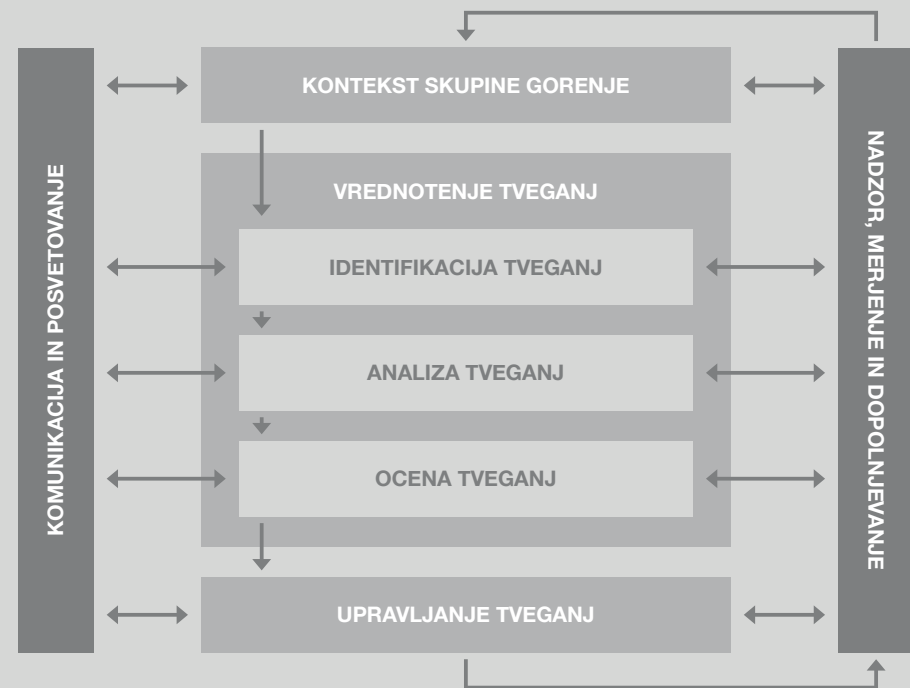 KOMUNIKACIJA IN POSVETOVANJE
KONTEKST SKUPINE GORENJE
VREDNOTENJE TVEGANJ
IDENTIFIKACIJA TVEGANJ
ANALIZA TVEGANJ
OCENA TVEGANJ
UPRAVLJANJE TVEGANJ
NADZOR, MERJENJE IN DOPOLNJEVANJE